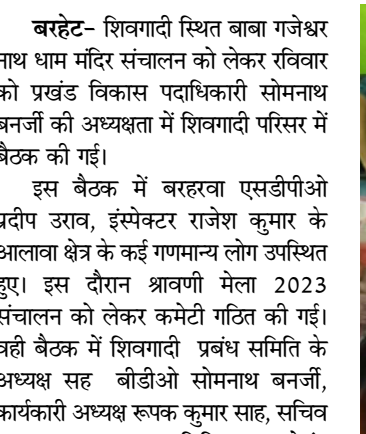 बरहेट– शिवगादी स्थित बाबा गजेश्वर
नाथ धाम मंदिर संचालन को लेकर रविवार
को प्रखंड विकास पदाधिकारी सोमनाथ
बनर्जी की अध्यक्षता में शिवगादी परिसर में
बैठक की गई।
इस बैठक में बरहरवा एसडीपीओ
प्रदीप उराव, इंस्पेक्टर राजेश कुमार के
आलावा क्षेत्र के कई गणमान्य लोग उपस्थित
हुए। इस दौरान श्रावणी मेला 2023
संचालन को लेकर कमेटी गठित की गई।
वही बैठक में शिवगादी प्रबंध समिति के
अध्यक्ष सह बीडीओ सोमनाथ बनर्जी,
कार्यकारी अध्यक्ष रूपक कुमार साह, सचिव